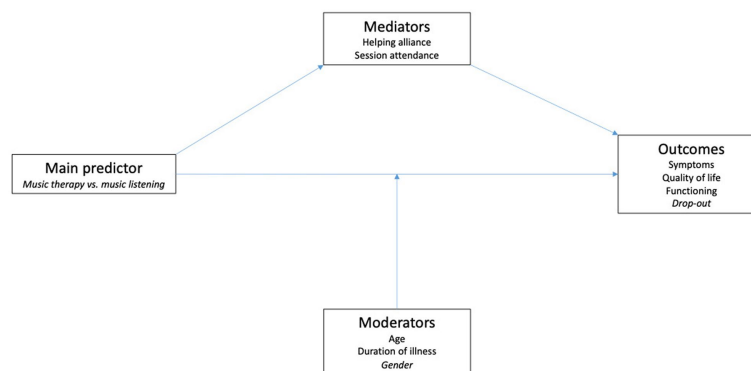 Mediators
Helping alliance
Session attendance
Main predictor
Music therapy vs. music listening
Outcomes
Symptoms
Quality of life
Functioning
Drop-out
Moderators
Age
Duration of illness
Gender